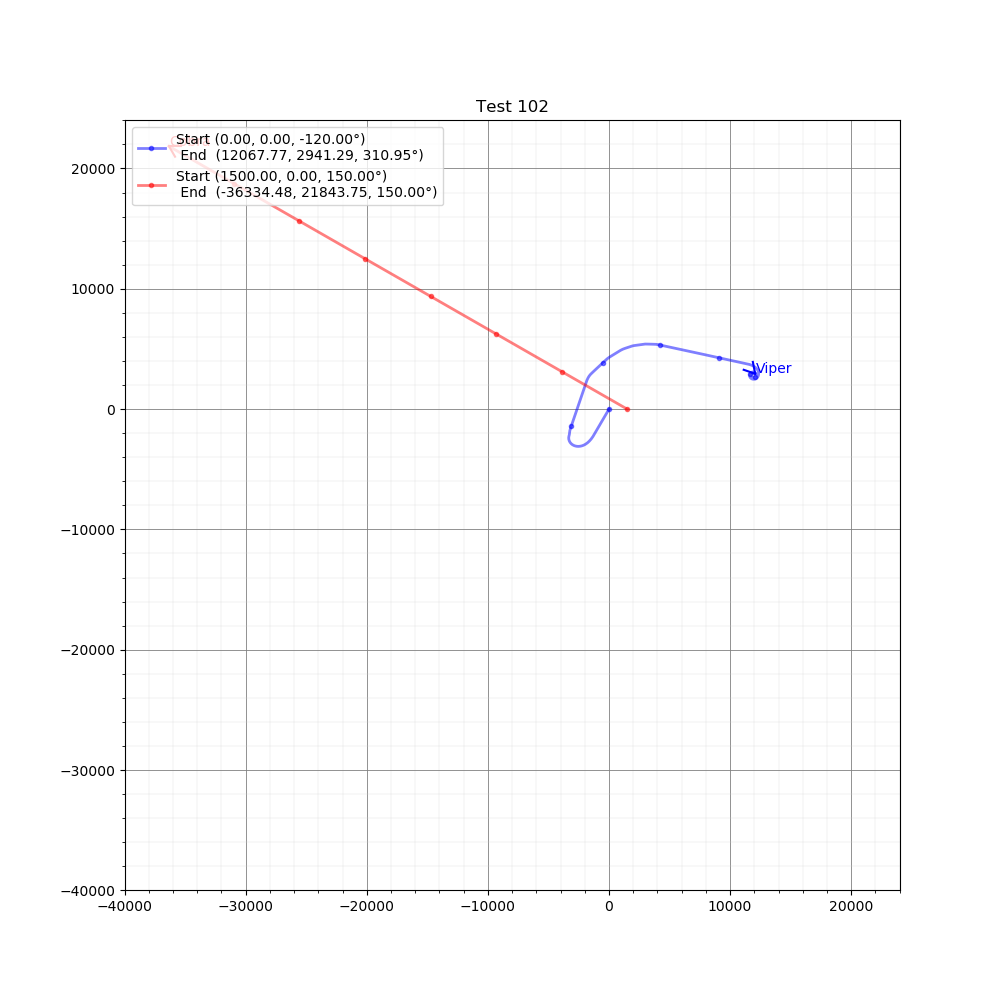 Test 102
Start (0.00, 0.00, -120.00°)
End (12067.77, 2941.29, 310.95°)
Start (1500.00, 0.00, 150.00°)
End (-36334.48, 21843.75, 150.00°)
20000
10000
0
−10000
−20000
−30000
−40000
Viper
−40000 −30000 −20000 −10000 0 10000 20000